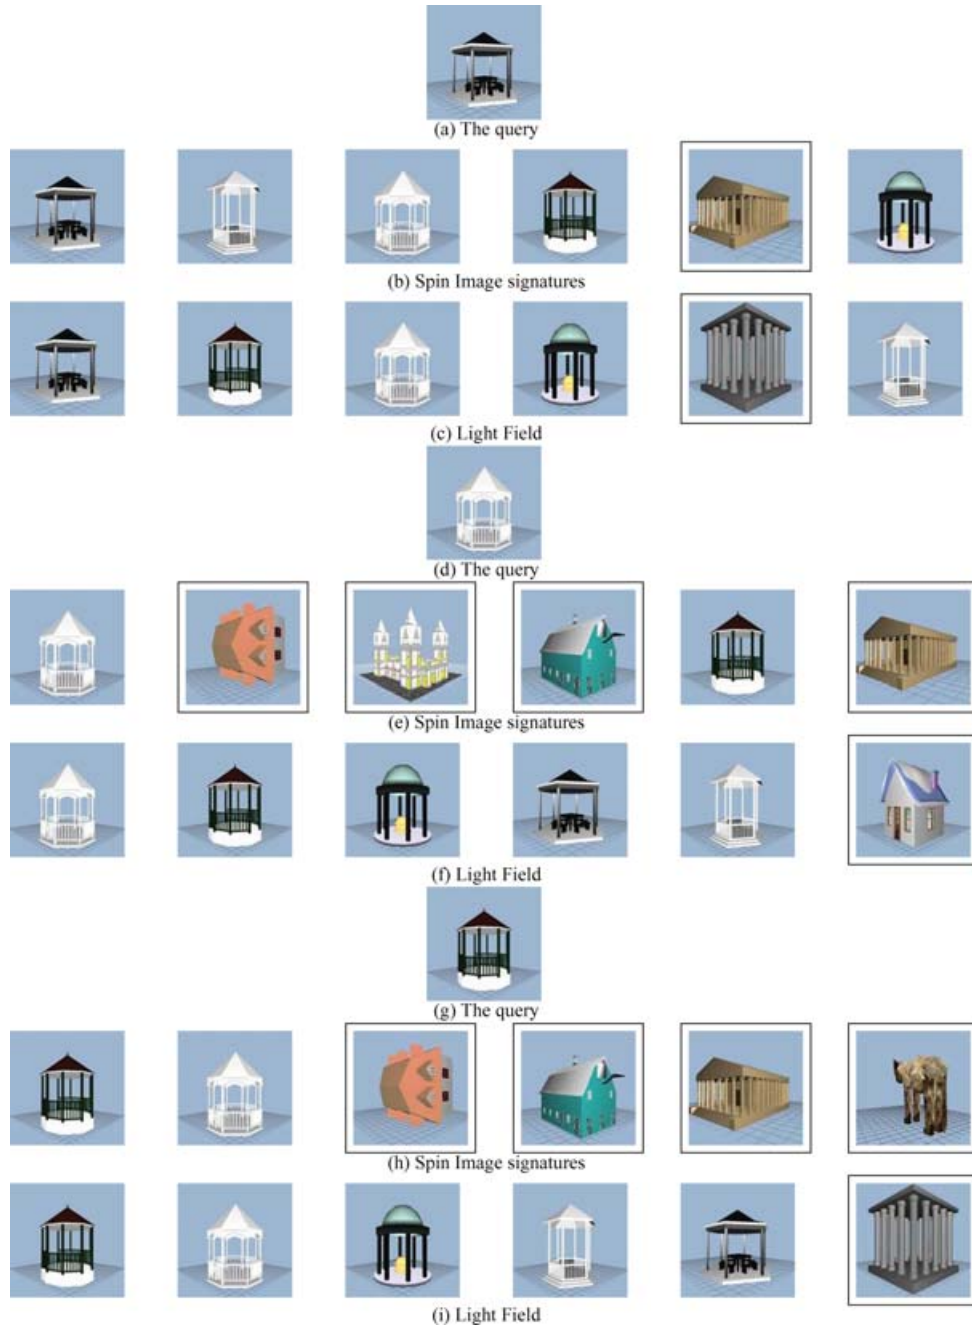 (a) The query
(b) Spin Image signatures
(c) Light Field
(d) The query
(e) Spin Image signatures
(f) Light Field
(g) The query
(h) Spin Image signatures
(i) Light Field